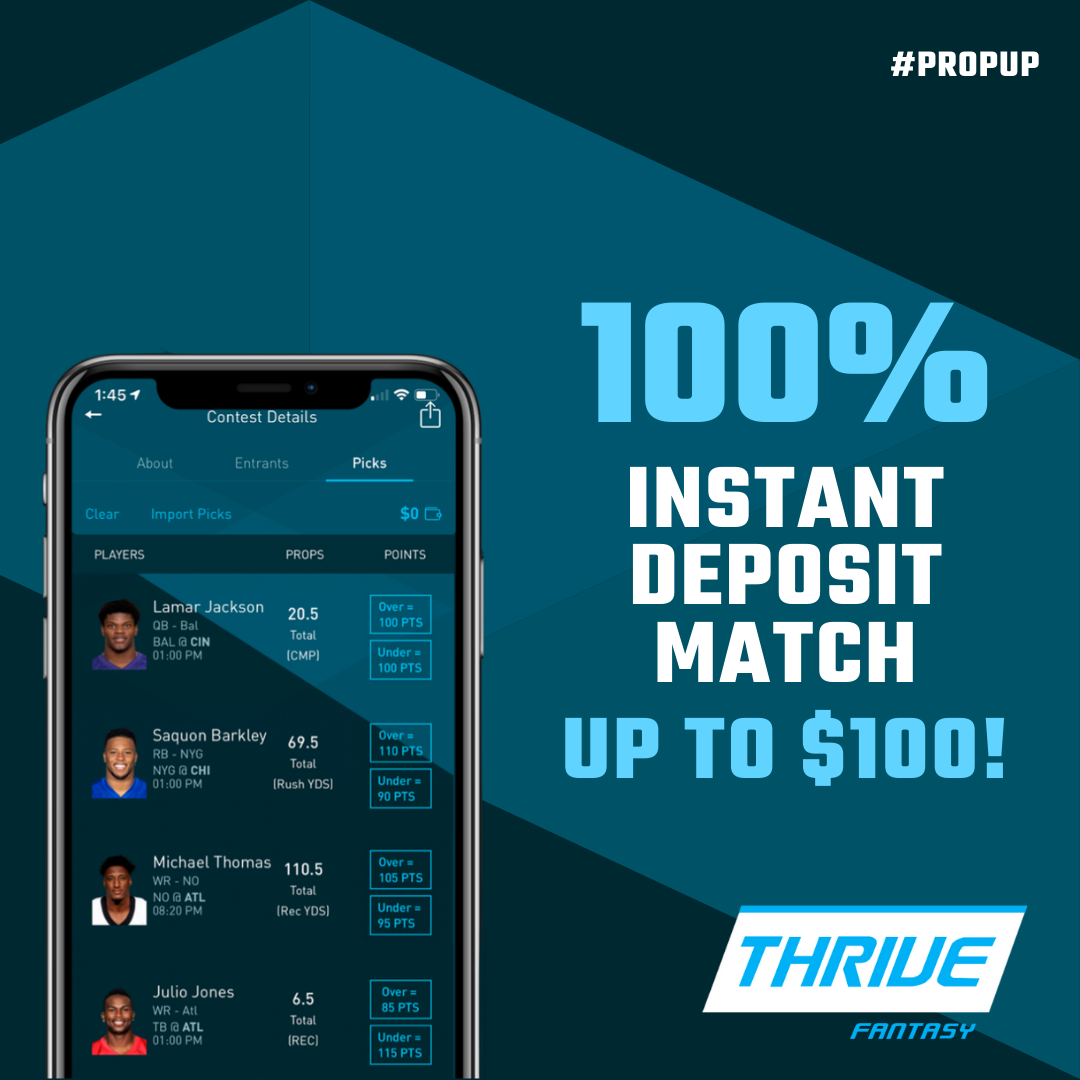 #PROPUP
100%
INSTANT
DEPOSIT
MATCH
UP TO $100!
1:45
Contest Details
About Entrants Picks
Clear Import Picks $0
PLAYERS PROPS POINTS
Lamar Jackson
QB - Bal
BAL @ CIN
01:00 PM
20.5
Total
(CMP)
Over =
100 PTS
Under =
100 PTS
Saquon Barkley
RB - NYG
NYG @ CHI
01:00 PM
69.5
Total
(Rush YDS)
Over =
110 PTS
Under =
90 PTS
Michael Thomas
WR - NO
NO @ ATL
08:20 PM
110.5
Total
(Rec YDS)
Over =
105 PTS
Under =
95 PTS
Julio Jones
WR - Atl
TB @ ATL
01:00 PM
6.5
Total
(REC)
Over =
85 PTS
Under =
115 PTS
THRIVE
FANTASY